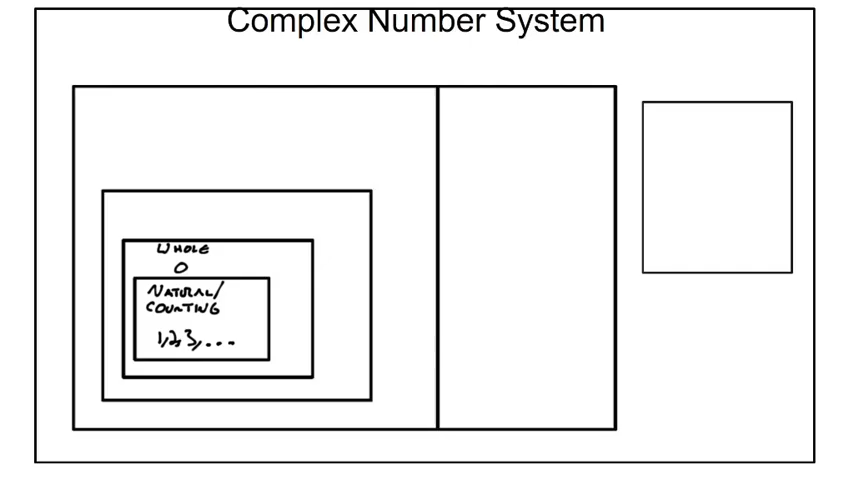 Complex Number System
WHOLE
0
NATURAL/
COUNTING
1,2,3,...